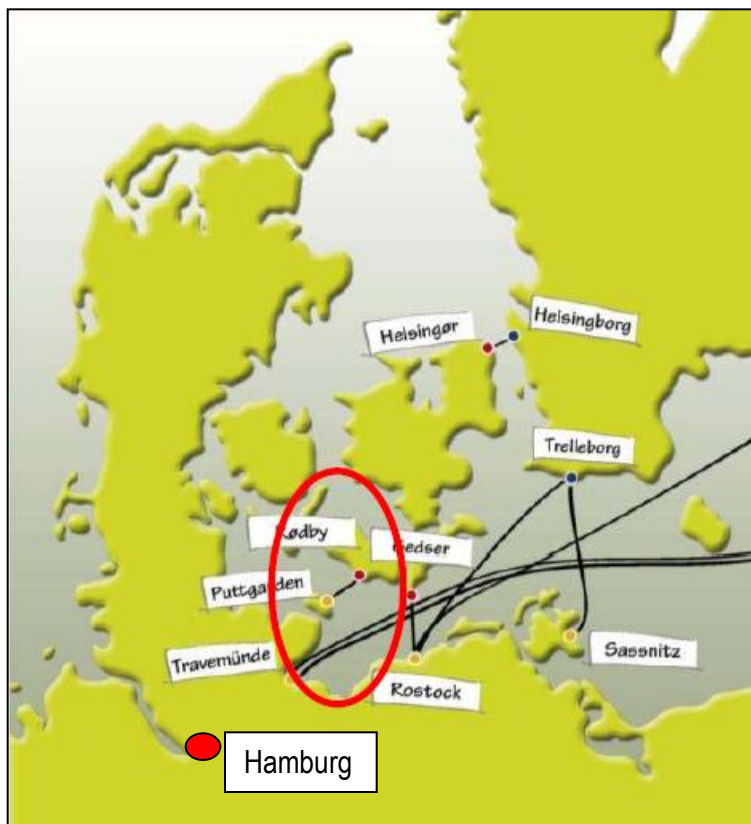 Helsingør
Helsingborg
Trelleborg
Rødby
Gedser
Puttgarden
Travemünde
Sassnitz
Rostock
Hamburg